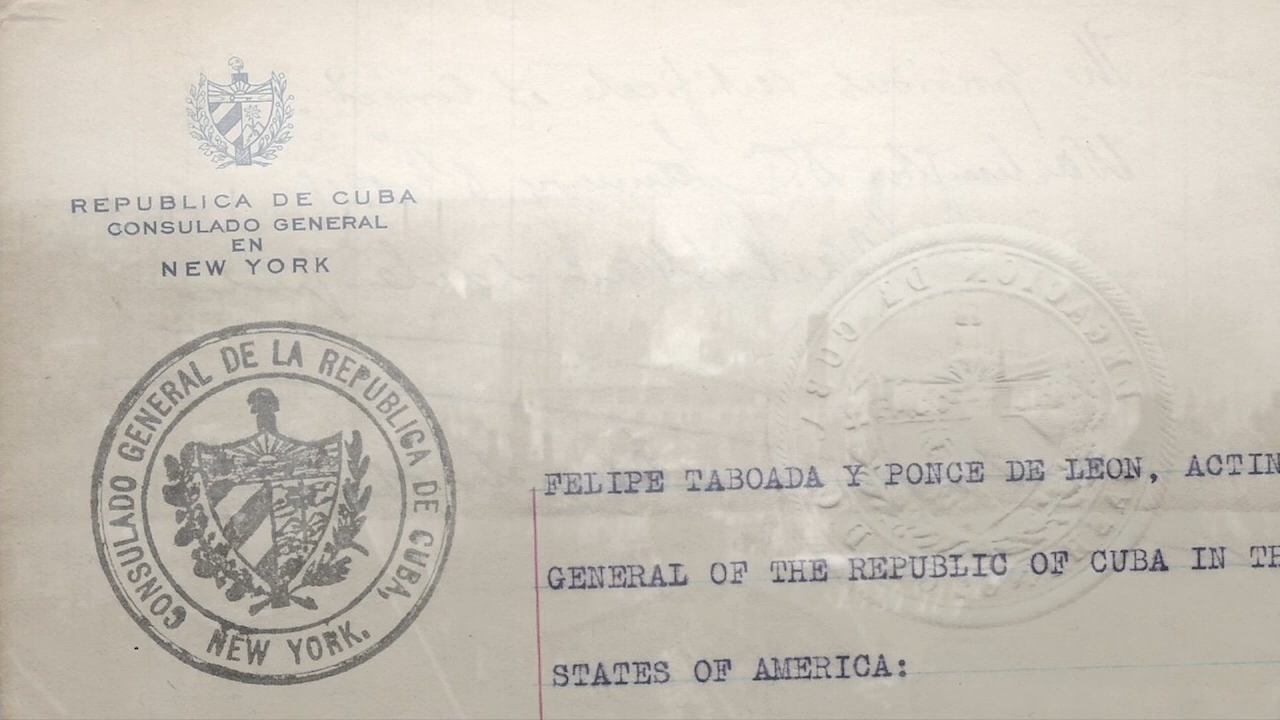 REPUBLICA DE CUBA
CONSULADO GENERAL
EN
NEW YORK
CONSULADO GENERAL DE LA REPUBLICA DE CUBA,
NEW YORK.
FELIPE TABOADA Y PONCE DE LEON, ACTIN
GENERAL OF THE REPUBLIC OF CUBA IN TH
STATES OF AMERICA: